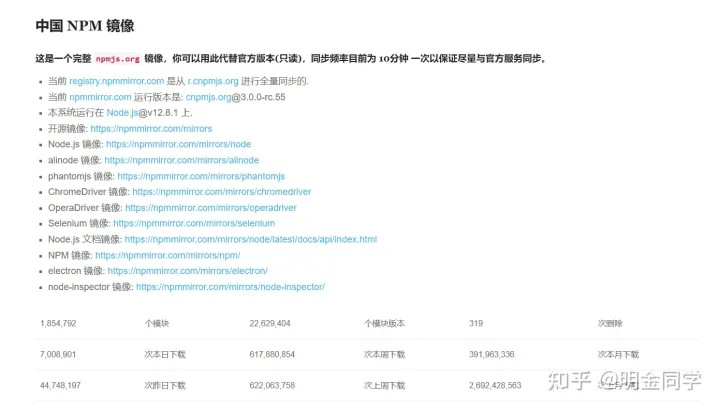 中国 NPM 镜像
这是一个完整 npmjs.org 镜像，你可以用此代替官方版本(只读)，同步频率目前为 10分钟 一次以保证尽量与官方服务同步。
当前 registry.npmmirror.com 是从 r.cnpmjs.org 进行全量同步的.
当前 npmmirror.com 运行版本是: cnpmjs.org@3.0.0-rc.55
本系统运行在 Node.js@v12.8.1 上.
开源镜像: https://npmmirror.com/mirrors
Node.js 镜像: https://npmmirror.com/mirrors/node
alinode 镜像: https://npmmirror.com/mirrors/alinode
phantomjs 镜像: https://npmmirror.com/mirrors/phantomjs
ChromeDriver 镜像: https://npmmirror.com/mirrors/chromedriver
OperaDriver 镜像: https://npmmirror.com/mirrors/operadriver
Selenium 镜像: https://npmmirror.com/mirrors/selenium
Node.js 文档镜像: https://npmmirror.com/mirrors/node/latest/docs/api/index.html
NPM 镜像: https://npmmirror.com/mirrors/npm/
electron 镜像: https://npmmirror.com/mirrors/electron/
node-inspector 镜像: https://npmmirror.com/mirrors/node-inspector/
1,854,792 个模块 22,629,404 个模块版本 319 次删除
7,008,901 次本日下载 617,880,854 次本周下载 391,963,336 次本月下载
44,748,197 次昨日下载 622,063,758 次上周下载 2,692,428,563
知乎 @明金同学